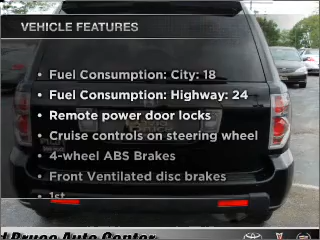 VEHICLE FEATURES
• Fuel Consumption: City: 18
• Fuel Consumption: Highway: 24
• Remote power door locks
• Cruise controls on steering wheel
• 4-wheel ABS Brakes
• Front Ventilated disc brakes
• 1st
Bruce Auto Center